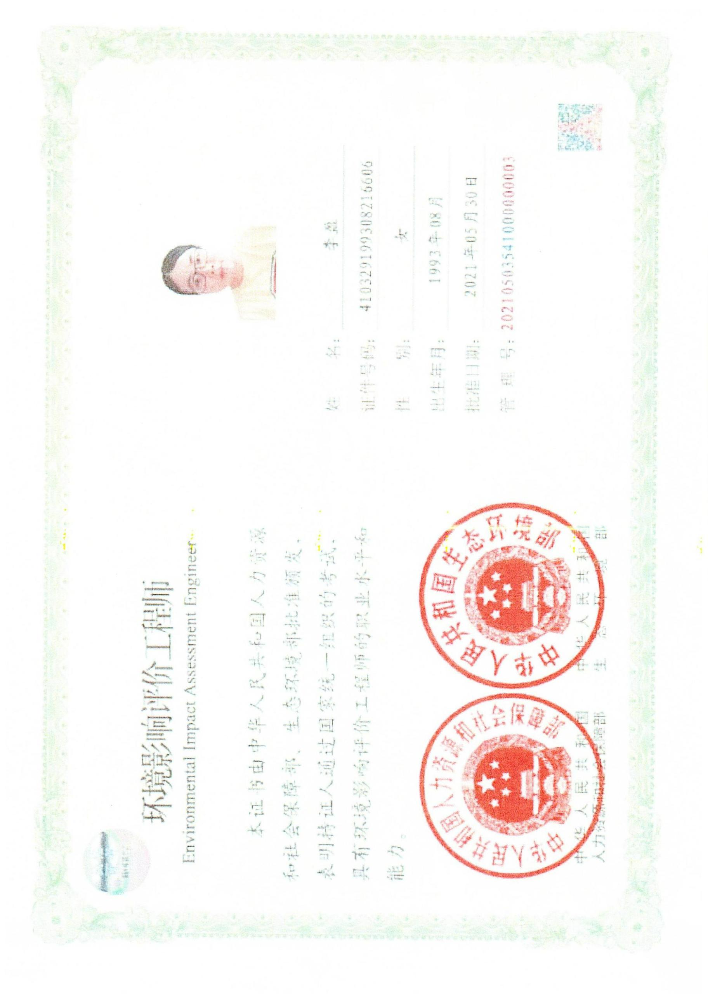 环境影响评价工程师
Environmental Impact Assessment Engineer
本证书由中华人民共和国人力资源
和社会保障部、生态环境部批准颁发,
表明持证人通过国家统一组织的考试,
具有环境影响评价工程师的职业水平和
能力。
中华人民共和国人力资源和社会保障部
中华人民共和国
人力资源和社会保障部
中华人民共和国生态环境部
中华人民共和国
生态环境部
姓名: 李盈
证件号码: 410329199308216606
性别: 女
出生年月: 1993年08月
批准日期: 2021年05月30日
管理号: